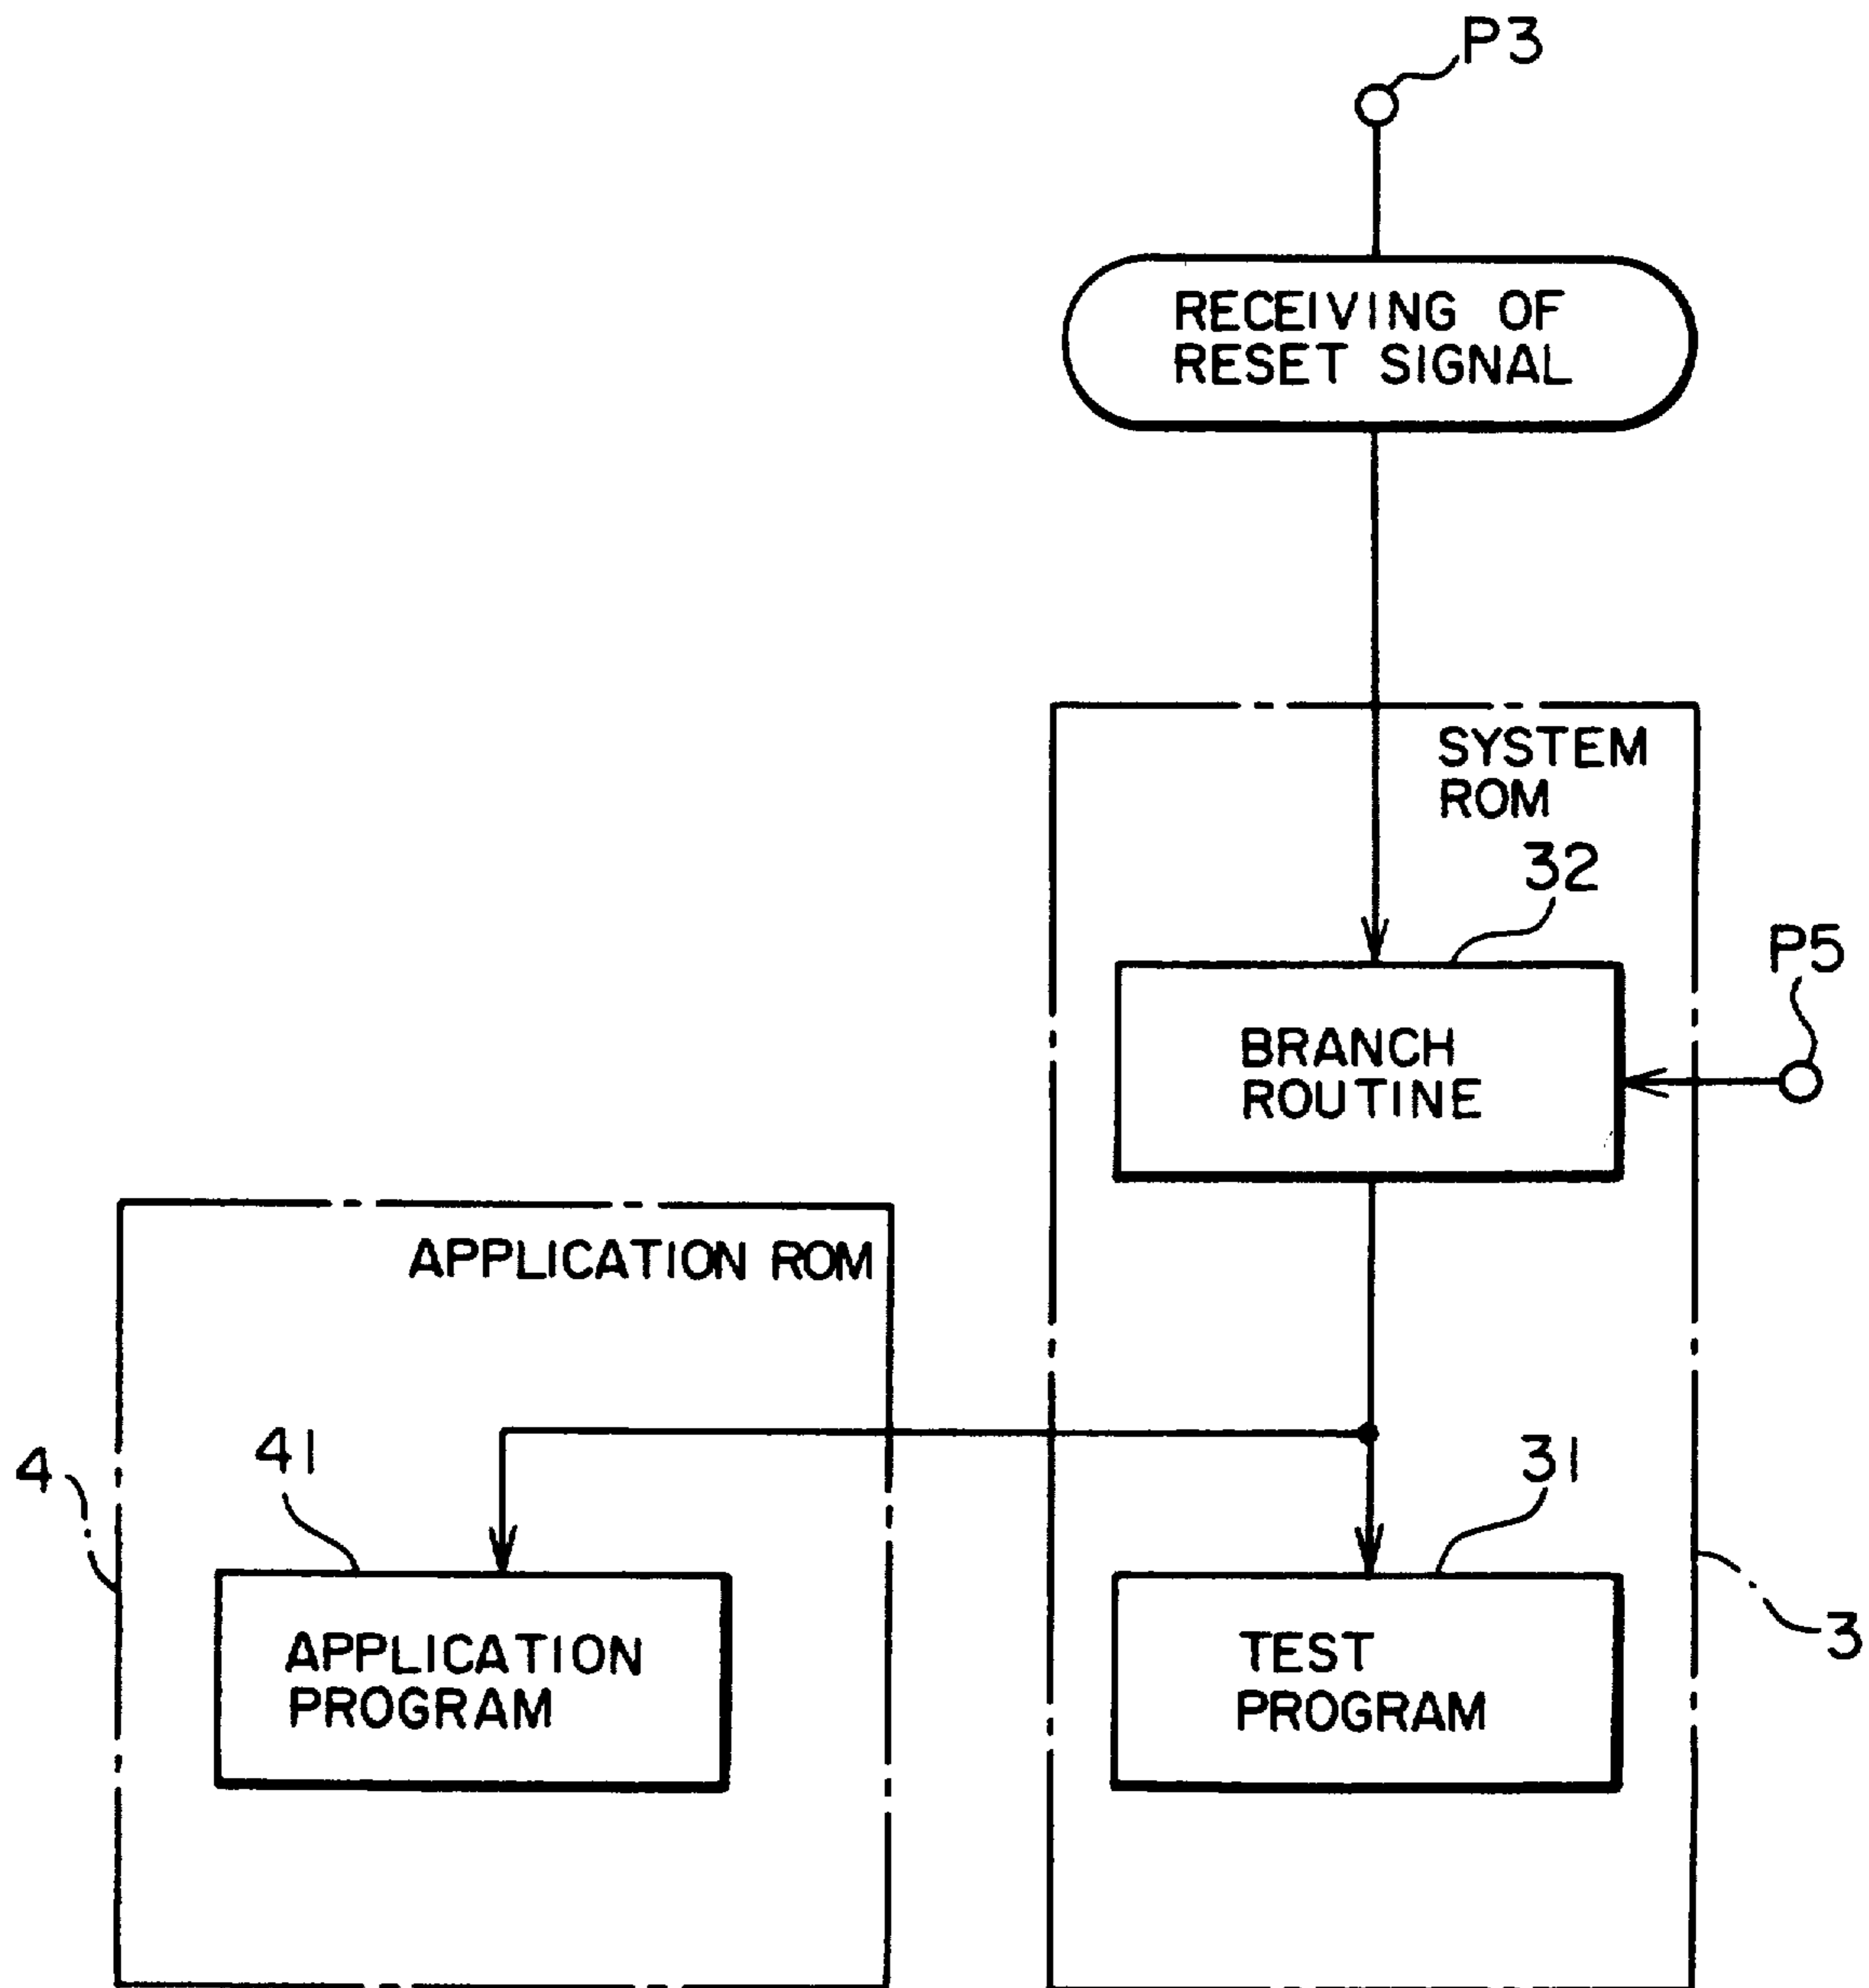 P3
RECEIVING OF
RESET SIGNAL
SYSTEM
ROM
32
P5
BRANCH
ROUTINE
APPLICATION ROM
4
41
31
APPLICATION
PROGRAM
TEST
PROGRAM
3